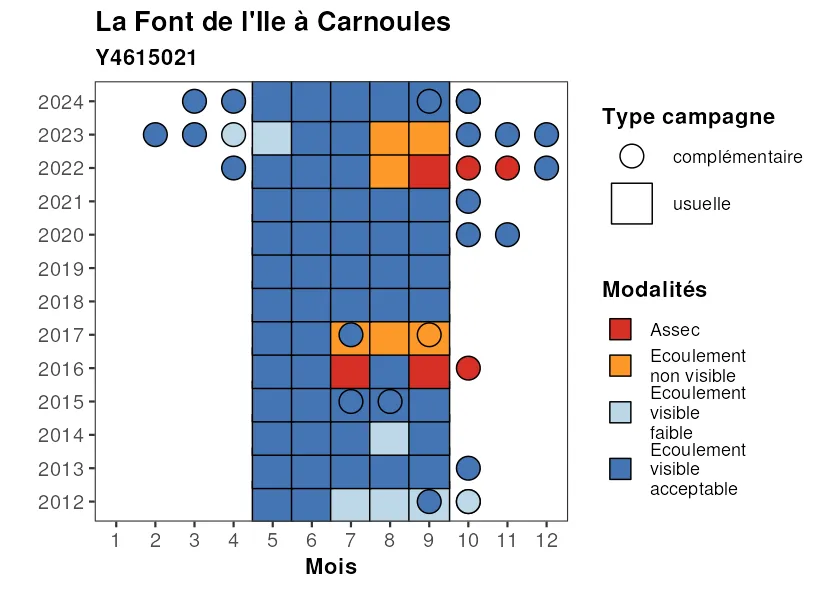 La Font de l'Ile à Carnoules
Y4615021
2024
2023
2022
2021
2020
2019
2018
2017
2016
2015
2014
2013
2012
1 2 3 4 5 6 7 8 9 10 11 12
Mois
Type campagne
complémentaire
usuelle
Modalités
Assec
Ecoulement
non visible
Ecoulement
visible
faible
Ecoulement
visible
acceptable